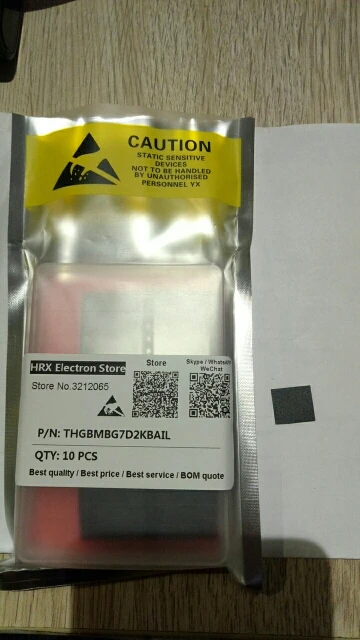 CAUTION
STATIC SENSITIVE
DEVICES
NOT TO BE HANDLED
BY UNAUTHORISED
PERSONNEL YX
HRX Electron Store
Store No.3212065
Store
Skype / WhatsUp
WeChat
P/N: THGBMBG7D2KBAIL
QTY: 10 PCS
Best quality / Best price / Best service / BOM quote